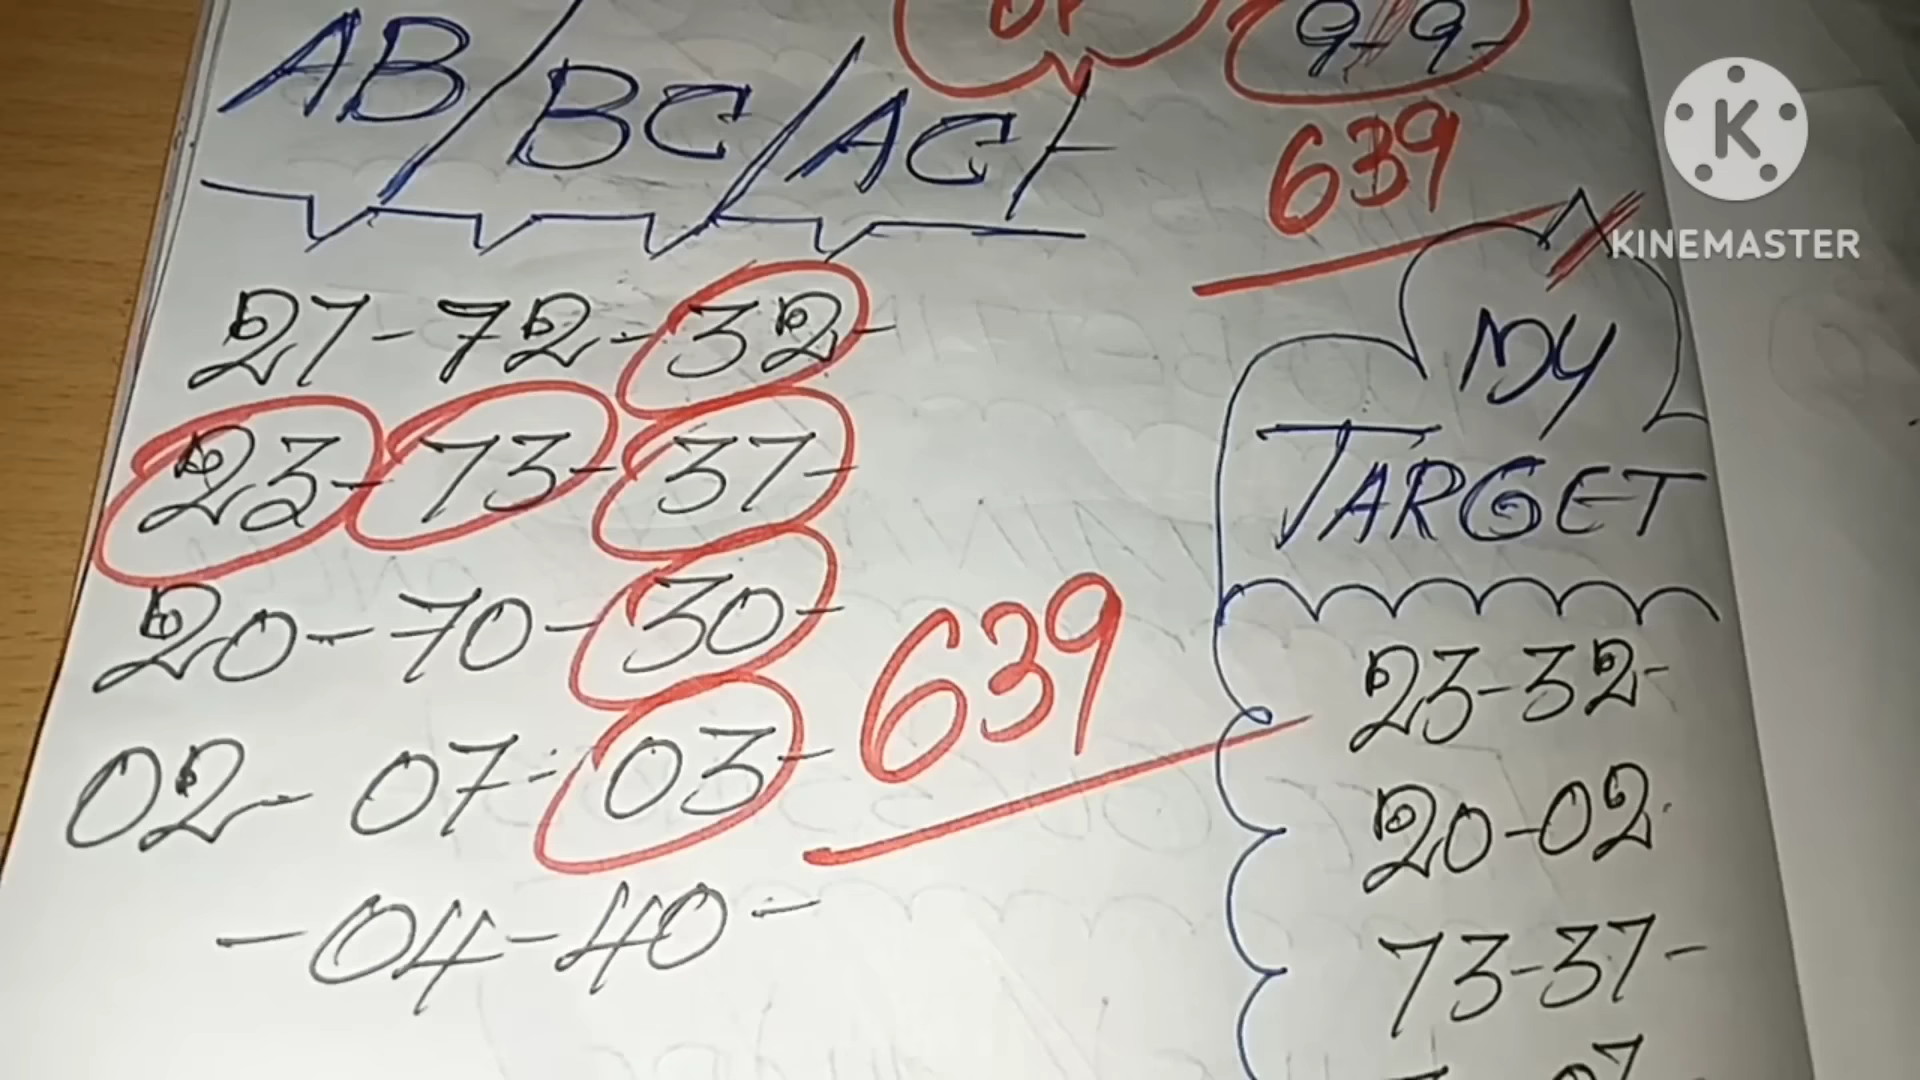 9-9-
AB/BC/AC/-
639
K
KINEMASTER
27-72-32-
23-73-37-
20-70-30-
02-07-03-
639
-04-40-
MY
TARGET
23-32-
20-02-
73-37-